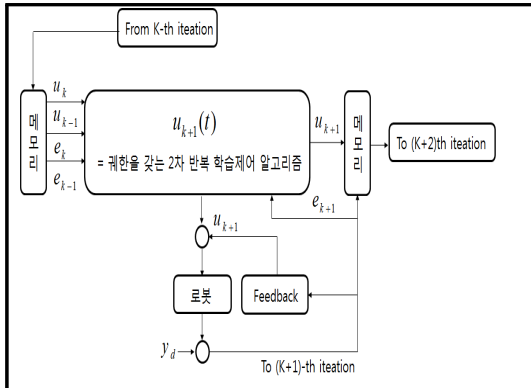 From K-th iteation
메모리
u_k
u_{k-1}
e_k
e_{k-1}
u_{k+1}(t)
= 궤한을 갖는 2차 반복 학습제어 알고리즘
u_{k+1}
메모리
To (K+2)th iteation
e_{k+1}
u_{k+1}
로봇
Feedback
y_d
To (K+1)-th iteation